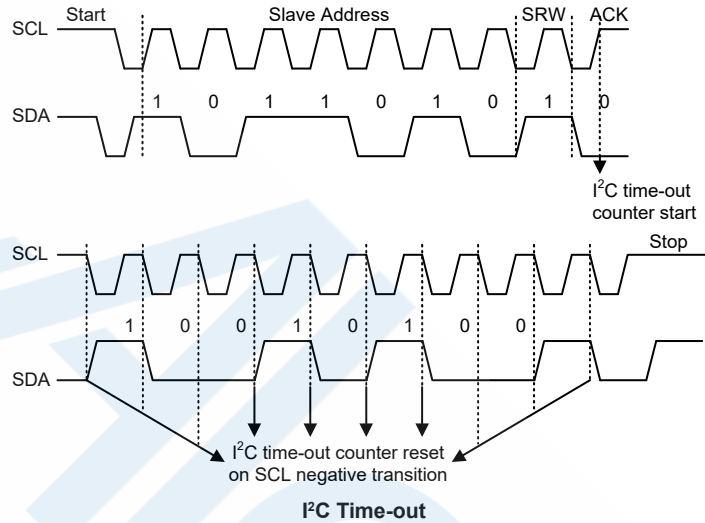 Start Slave Address SRW ACK
SCL
1 0 1 1 0 1 0 1 0
SDA
I²C time-out
counter start
Stop
SCL
1 0 0 1 0 1 0 0
SDA
I²C time-out counter reset
on SCL negative transition
I²C Time-out